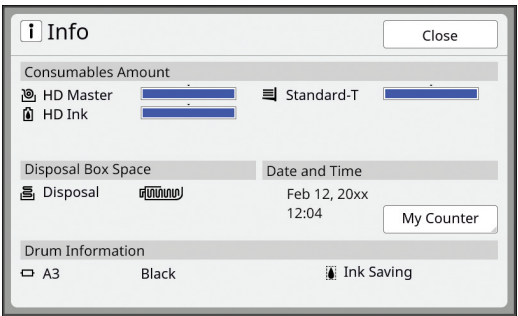 i Info
Close
Consumables Amount
HD Master
Standard-T
HD Ink
Disposal Box Space
Date and Time
Disposal
Feb 12, 20xx
12:04
My Counter
Drum Information
A3 Black Ink Saving